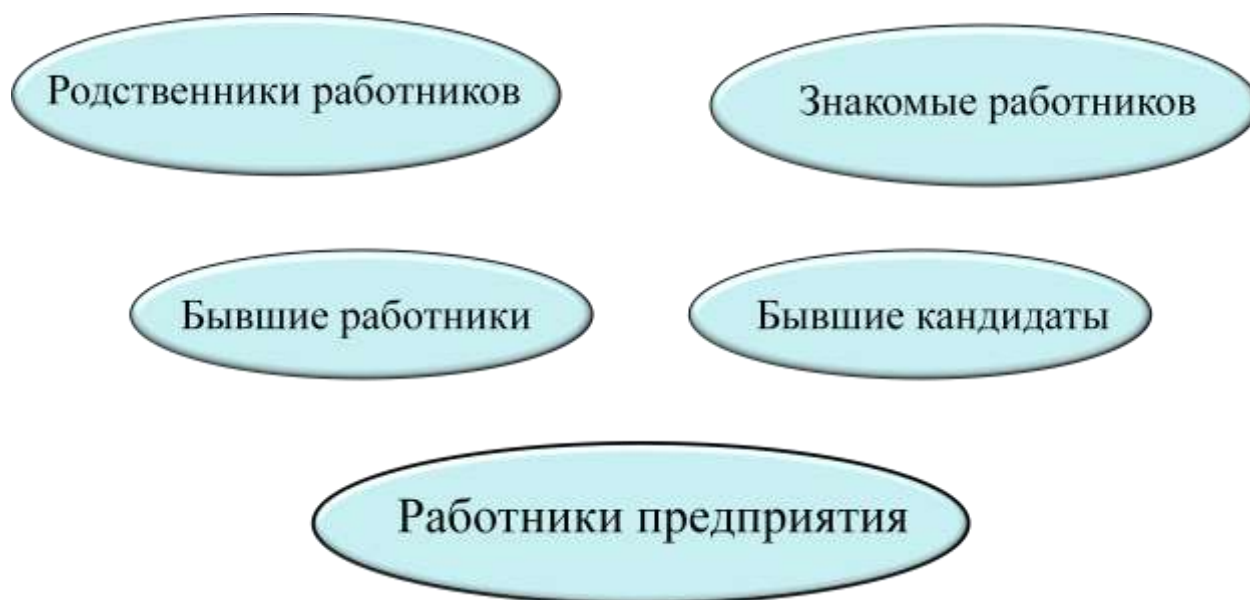 Родственники работников
Знакомые работников
Бывшие работники
Бывшие кандидаты
Работники предприятия